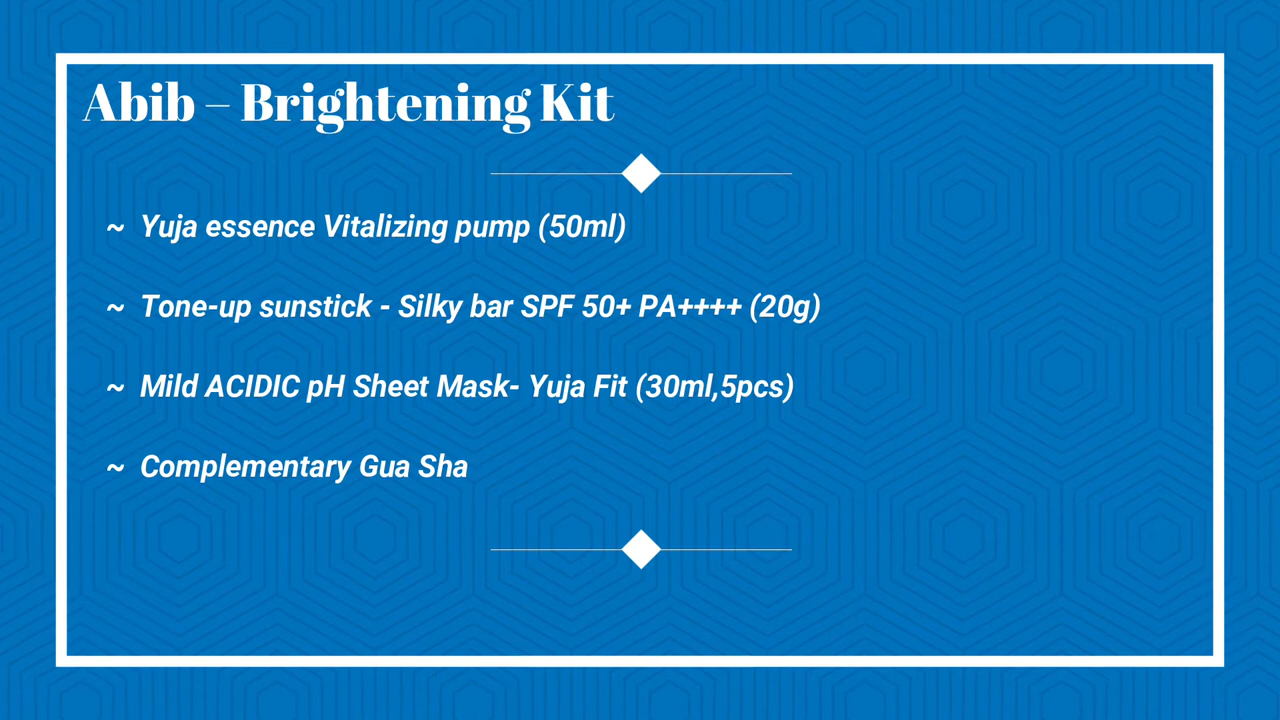 Abib – Brightening Kit
~ Yuja essence Vitalizing pump (50ml)
~ Tone-up sunstick - Silky bar SPF 50+ PA++++ (20g)
~ Mild ACIDIC pH Sheet Mask- Yuja Fit (30ml,5pcs)
~ Complementary Gua Sha